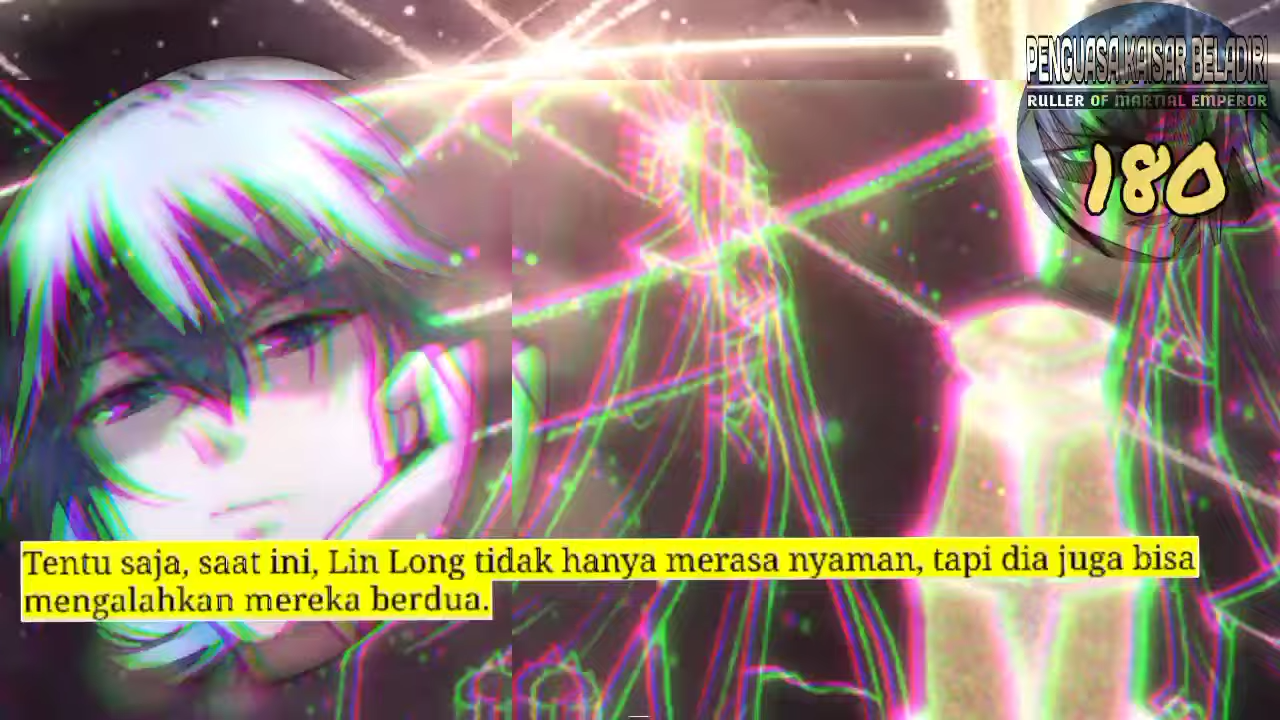 PENGUASA KAISAR BELADIRI
RULLER OF MARTIAL EMPEROR
180
Tentu saja, saat ini, Lin Long tidak hanya merasa nyaman, tapi dia juga bisa
mengalahkan mereka berdua.